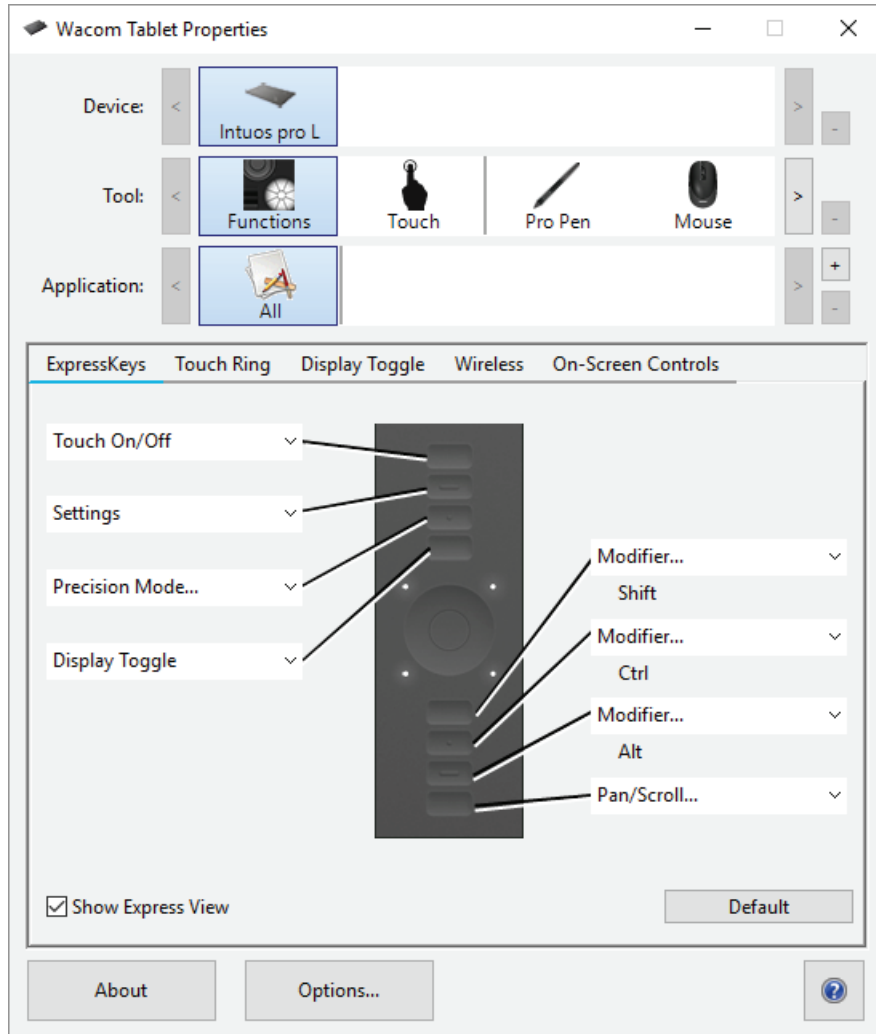 Wacom Tablet Properties
Device:
<
Intuos pro L
>
-
Tool:
<
Functions
Touch
Pro Pen
Mouse
>
-
Application:
<
All
>
+
-
ExpressKeys Touch Ring Display Toggle Wireless On-Screen Controls
Touch On/Off
Settings
Precision Mode...
Display Toggle
Modifier...
Shift
Modifier...
Ctrl
Modifier...
Alt
Pan/Scroll...
Show Express View
Default
About
Options...
?